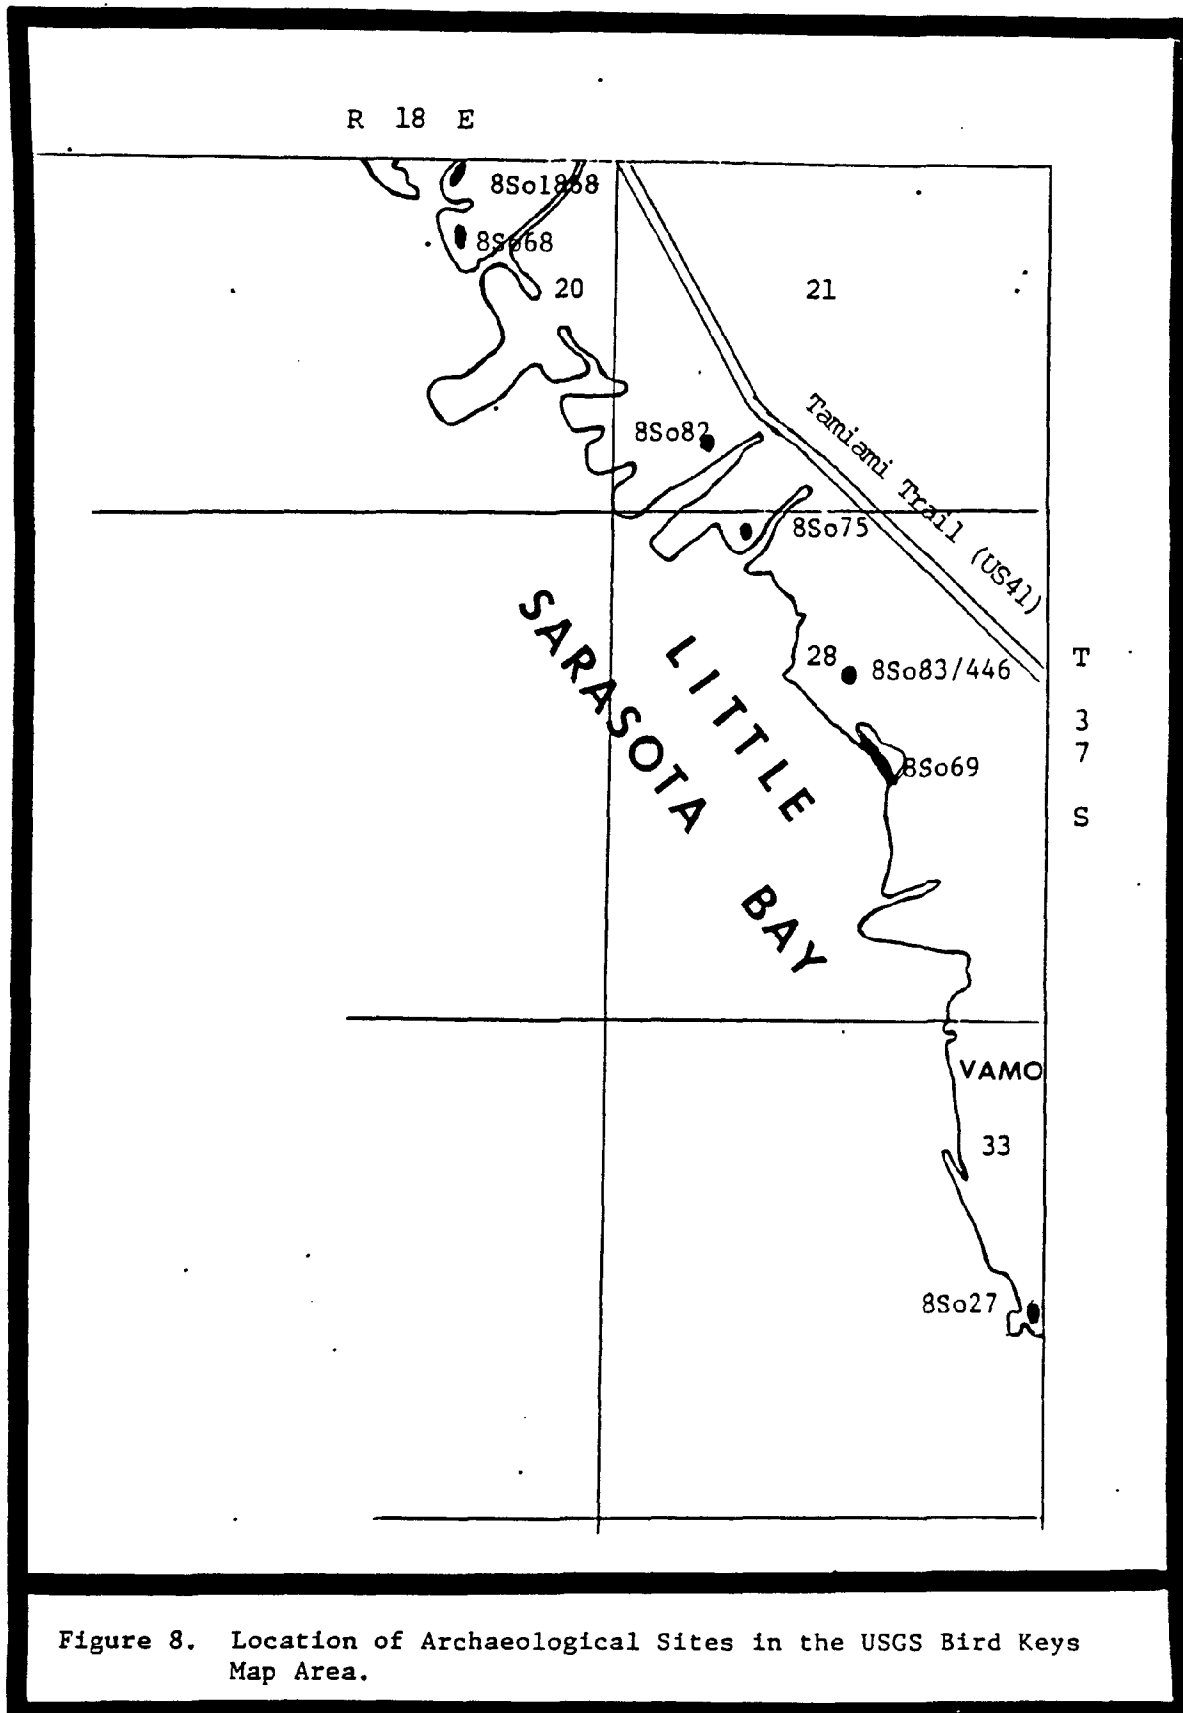 R 18 E
8So1868
8So68
20
21
8So82
Tamiami Trail (US41)
8So75
SARASOTA
LITTLE
BAY
28
8So83/446
8So69
T
3
7
S
VAMO
33
8So27
Figure 8. Location of Archaeological Sites in the USGS Bird Keys
Map Area.